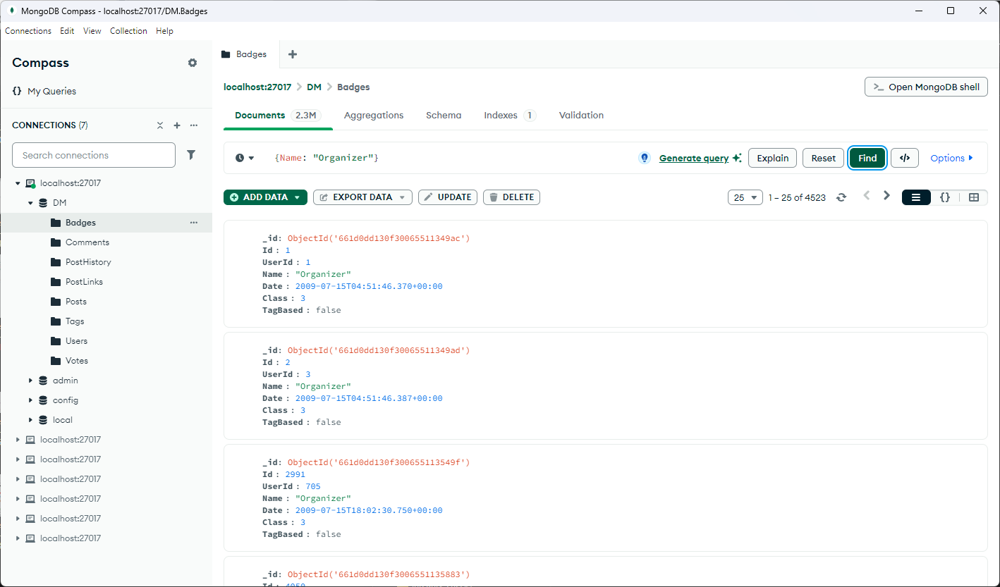 MongoDB Compass - localhost:27017/DM.Badges
Connections Edit View Collection Help
Compass
{} My Queries
CONNECTIONS (7)
Search connections
localhost:27017
DM
Badges
Comments
PostHistory
PostLinks
Posts
Tags
Users
Votes
admin
config
local
localhost:27017
localhost:27017
localhost:27017
localhost:27017
localhost:27017
localhost:27017
Badges
localhost:27017 > DM > Badges
>_ Open MongoDB shell
Documents 2.3M Aggregations Schema Indexes 1 Validation
{Name: "Organizer"}
Generate query Explain Reset Find </> Options
ADD DATA EXPORT DATA UPDATE DELETE
25 1 – 25 of 4523 {}
_id: ObjectId('661d0dd130f30065511349ac')
Id : 1
UserId : 1
Name : "Organizer"
Date : 2009-07-15T04:51:46.370+00:00
Class : 3
TagBased : false
_id: ObjectId('661d0dd130f30065511349ad')
Id : 2
UserId : 3
Name : "Organizer"
Date : 2009-07-15T04:51:46.387+00:00
Class : 3
TagBased : false
_id: ObjectId('661d0dd130f300655113549f')
Id : 2991
UserId : 705
Name : "Organizer"
Date : 2009-07-15T18:02:30.750+00:00
Class : 3
TagBased : false
_id: ObjectId('661d0dd130f3006551135883')
Id : 4050